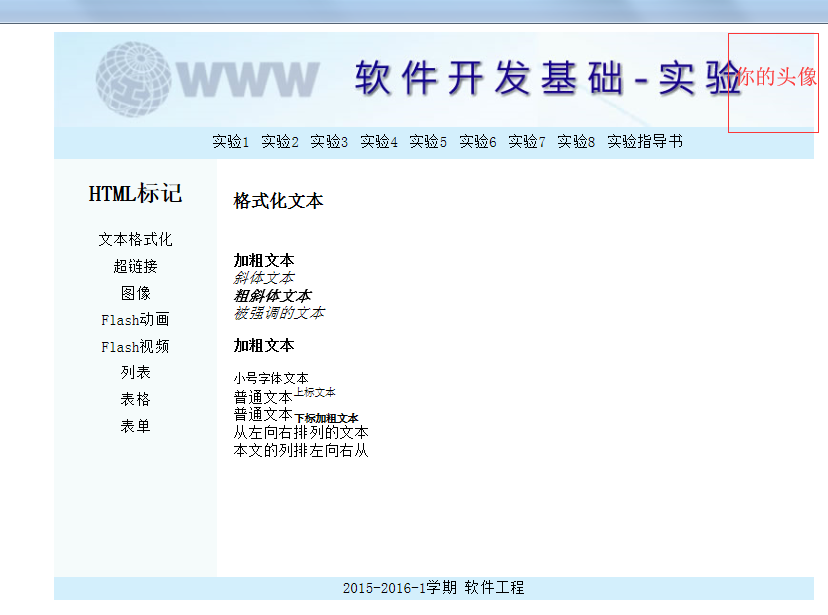 WWW 软件开发基础-实验 你的头像
实验1 实验2 实验3 实验4 实验5 实验6 实验7 实验8 实验指导书
HTML标记
文本格式化
超链接
图像
Flash动画
Flash视频
列表
表格
表单
格式化文本
加粗文本
斜体文本
粗斜体文本
被强调的文本
加粗文本
小号字体文本
普通文本上标文本
普通文本下标加粗文本
从左向右排列的文本
本文的列排左向右从
2015-2016-1学期 软件工程